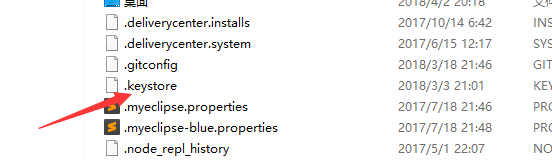 桌面 2018/4/2 20:18 文件
.deliverycenter.installs 2017/10/14 6:42 INS
.deliverycenter.system 2017/6/15 12:17 SYS
.gitconfig 2018/3/18 21:46 GIT
.keystore 2018/3/3 21:01 KEY
.myeclipse.properties 2017/7/18 21:46 PRO
.myeclipse-blue.properties 2017/7/18 21:48 PRO
.node_repl_history 2017/5/1 22:07 NO